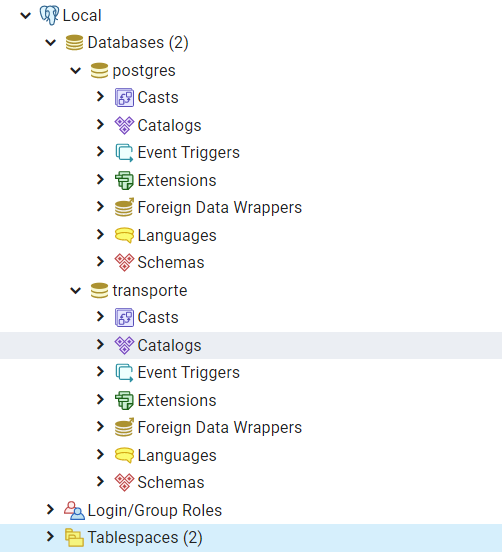 Local
Databases (2)
postgres
Casts
Catalogs
Event Triggers
Extensions
Foreign Data Wrappers
Languages
Schemas
transporte
Casts
Catalogs
Event Triggers
Extensions
Foreign Data Wrappers
Languages
Schemas
Login/Group Roles
Tablespaces (2)